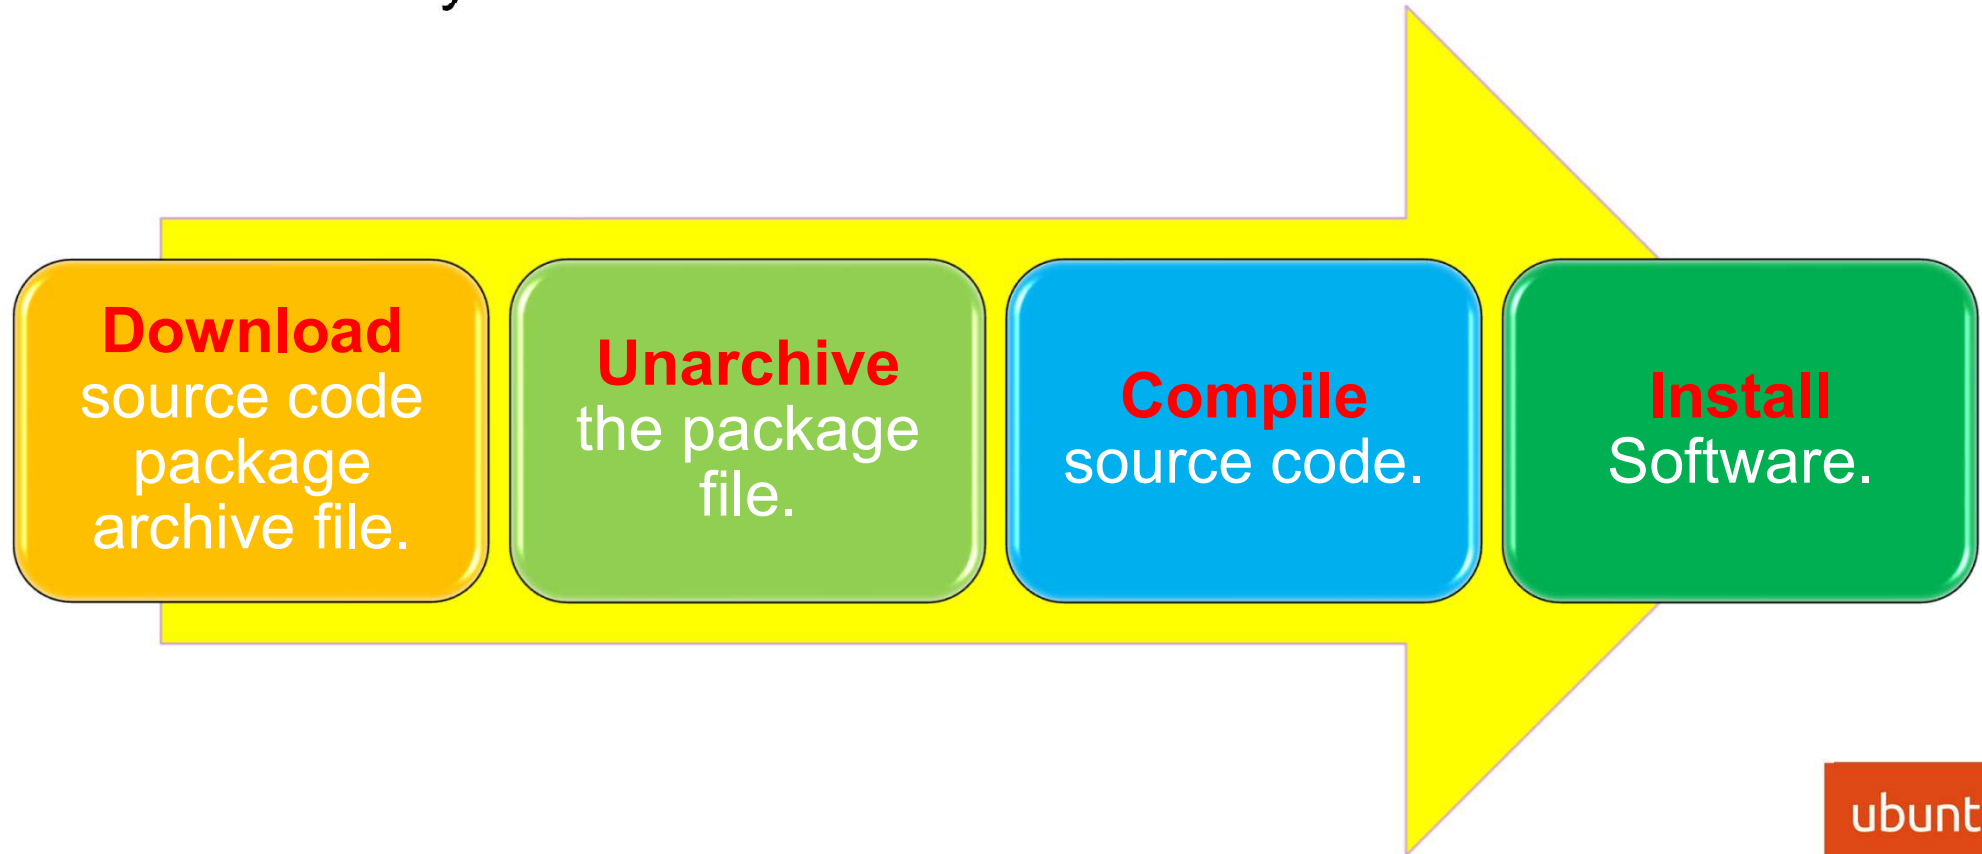 Download
source code
package
archive file.
Unarchive
the package
file.
Compile
source code.
Install
Software.
ubunt